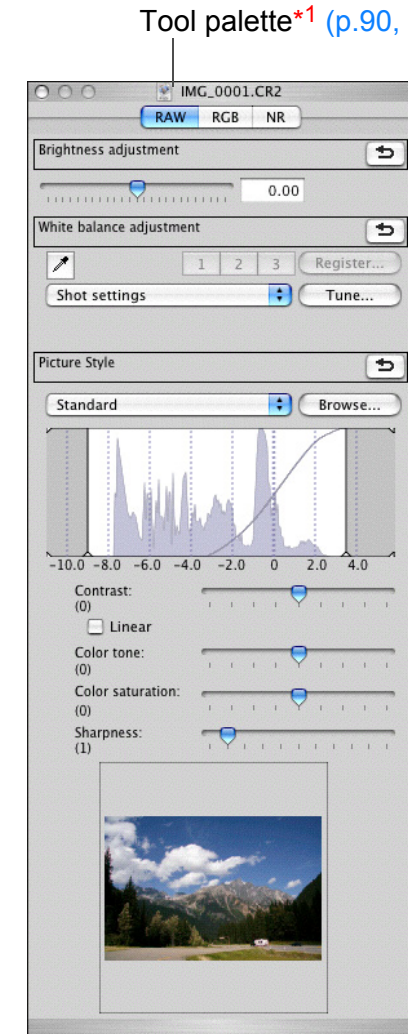 Tool palette*1 (p.90,
IMG_0001.CR2
RAW RGB NR
Brightness adjustment
0.00
White balance adjustment
1 2 3 Register...
Shot settings Tune...
Picture Style
Standard Browse...
-10.0 -8.0 -6.0 -4.0 -2.0 0 2.0 4.0
Contrast:
(0)
Linear
Color tone:
(0)
Color saturation:
(0)
Sharpness:
(1)